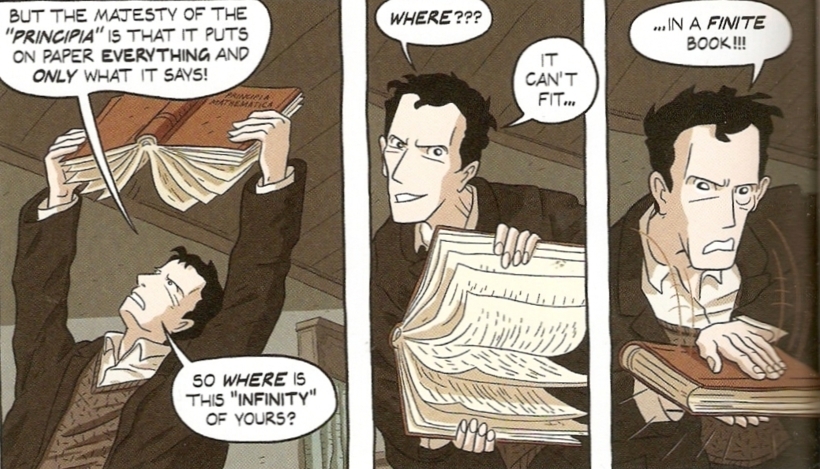 BUT THE MAJESTY OF THE
"PRINCIPIA" IS THAT IT PUTS
ON PAPER EVERYTHING AND
ONLY WHAT IT SAYS!
PRINCIPIA
MATHEMATICA
SO WHERE IS
THIS "INFINITY"
OF YOURS?
WHERE???
IT
CAN'T
FIT...
...IN A FINITE
BOOK!!!